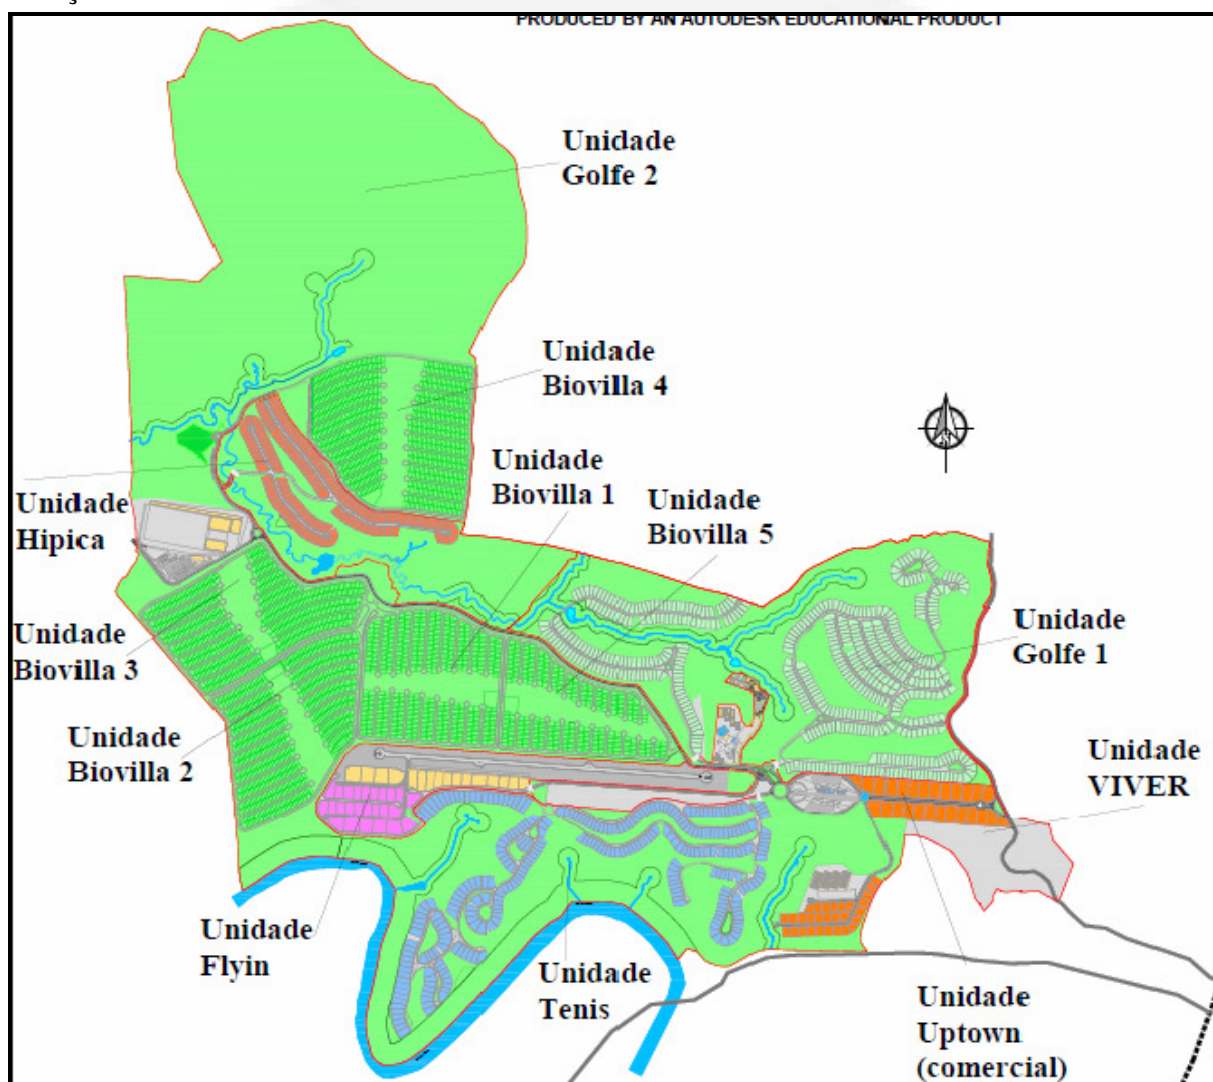 PRODUCED BY AN AUTODESK EDUCATIONAL PRODUCT
Unidade
Golfe 2
Unidade
Biovilla 4
Unidade
Biovilla 1
Unidade
Biovilla 5
Unidade
Hipica
Unidade
Biovilla 3
Unidade
Golfe 1
Unidade
Biovilla 2
Unidade
VIVER
Unidade
Flyin
Unidade
Tenis
Unidade
Uptown
(comercial)